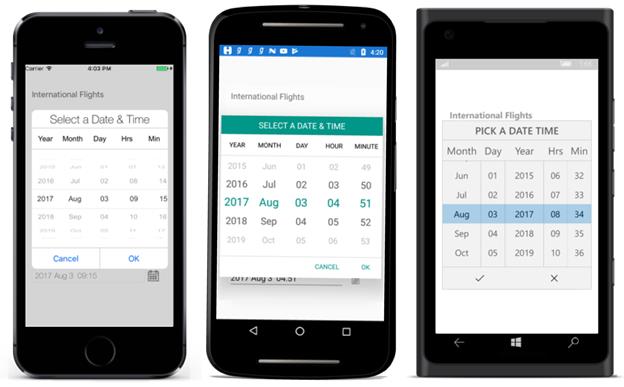 Carrier 4:03 PM
International Flights
Select a Date & Time
Year Month Day Hrs Min
2015 Jun 01 07 13
2016 Jul 02 08 14
2017 Aug 03 09 15
2018 Sep 04 10 16
Cancel OK
2017 Aug 3 09:15
4:20
International Flights
SELECT A DATE & TIME
YEAR MONTH DAY HOUR MINUTE
2015 Jun 01 02 49
2016 Jul 02 03 50
2017 Aug 03 04 51
2018 Sep 04 05 52
2019 Oct 05 06 53
CANCEL OK
2017 Aug 3 04:51
International Flights
PICK A DATE TIME
Month Day Year Hrs Min
Jun 01 2015 06 32
Jul 02 2016 07 33
Aug 03 2017 08 34
Sep 04 2018 09 35
Oct 05 2019 10 36